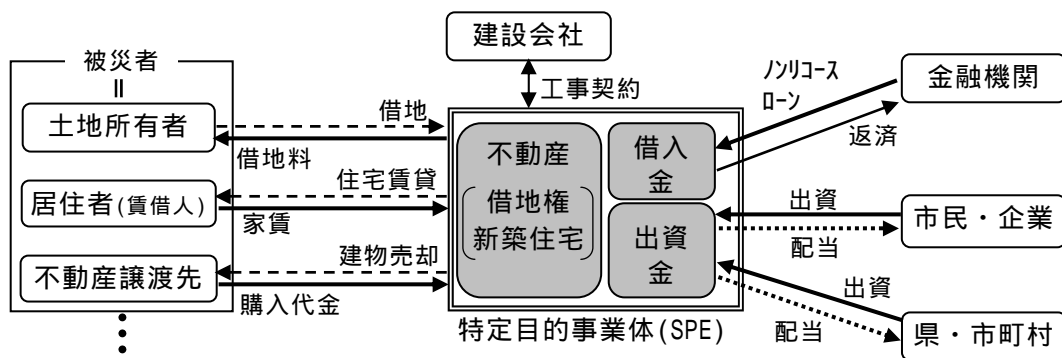 建設会社
工事契約
被災者
=
土地所有者
借地
借地料
居住者(賃借人)
住宅賃貸
家賃
不動産譲渡先
建物売却
購入代金
不動産
借地権
新築住宅
借入
金
出資
金
特定目的事業体(SPE)
ノンリコース
ローン
金融機関
返済
出資
市民・企業
配当
出資
配当
県・市町村